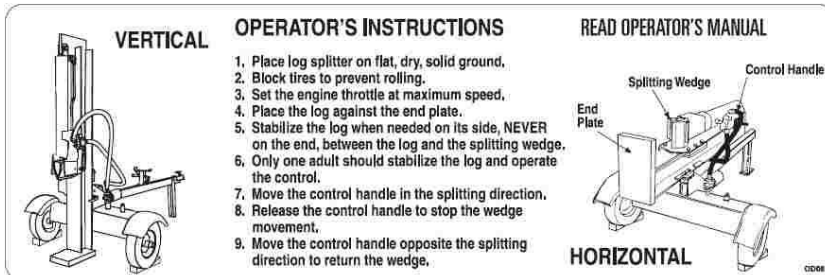 VERTICAL
OPERATOR'S INSTRUCTIONS
1. Place log splitter on flat, dry, solid ground.
2. Block tires to prevent rolling.
3. Set the engine throttle at maximum speed.
4. Place the log against the end plate.
5. Stabilize the log when needed on its side, NEVER
on the end, between the log and the splitting wedge.
6. Only one adult should stabilize the log and operate
the control.
7. Move the control handle in the splitting direction.
8. Release the control handle to stop the wedge
movement.
9. Move the control handle opposite the splitting
direction to return the wedge.
READ OPERATOR'S MANUAL
Control Handle
Splitting Wedge
End
Plate
HORIZONTAL